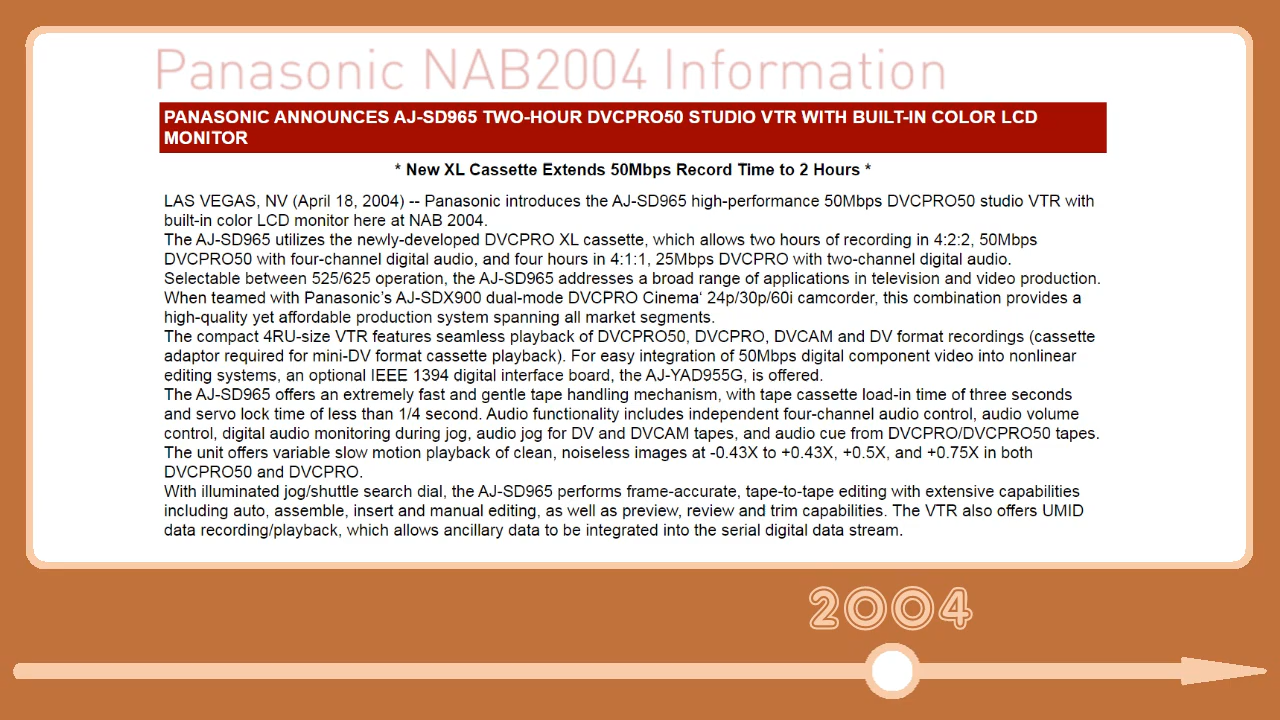 Panasonic NAB2004 Information
PANASONIC ANNOUNCES AJ-SD965 TWO-HOUR DVCPRO50 STUDIO VTR WITH BUILT-IN COLOR LCD
MONITOR
* New XL Cassette Extends 50Mbps Record Time to 2 Hours *
LAS VEGAS, NV (April 18, 2004) -- Panasonic introduces the AJ-SD965 high-performance 50Mbps DVCPRO50 studio VTR with
built-in color LCD monitor here at NAB 2004.
The AJ-SD965 utilizes the newly-developed DVCPRO XL cassette, which allows two hours of recording in 4:2:2, 50Mbps
DVCPRO50 with four-channel digital audio, and four hours in 4:1:1, 25Mbps DVCPRO with two-channel digital audio.
Selectable between 525/625 operation, the AJ-SD965 addresses a broad range of applications in television and video production.
When teamed with Panasonic’s AJ-SDX900 dual-mode DVCPRO Cinema‘ 24p/30p/60i camcorder, this combination provides a
high-quality yet affordable production system spanning all market segments.
The compact 4RU-size VTR features seamless playback of DVCPRO50, DVCPRO, DVCAM and DV format recordings (cassette
adaptor required for mini-DV format cassette playback). For easy integration of 50Mbps digital component video into nonlinear
editing systems, an optional IEEE 1394 digital interface board, the AJ-YAD955G, is offered.
The AJ-SD965 offers an extremely fast and gentle tape handling mechanism, with tape cassette load-in time of three seconds
and servo lock time of less than 1/4 second. Audio functionality includes independent four-channel audio control, audio volume
control, digital audio monitoring during jog, audio jog for DV and DVCAM tapes, and audio cue from DVCPRO/DVCPRO50 tapes.
The unit offers variable slow motion playback of clean, noiseless images at -0.43X to +0.43X, +0.5X, and +0.75X in both
DVCPRO50 and DVCPRO.
With illuminated jog/shuttle search dial, the AJ-SD965 performs frame-accurate, tape-to-tape editing with extensive capabilities
including auto, assemble, insert and manual editing, as well as preview, review and trim capabilities. The VTR also offers UMID
data recording/playback, which allows ancillary data to be integrated into the serial digital data stream.
2004